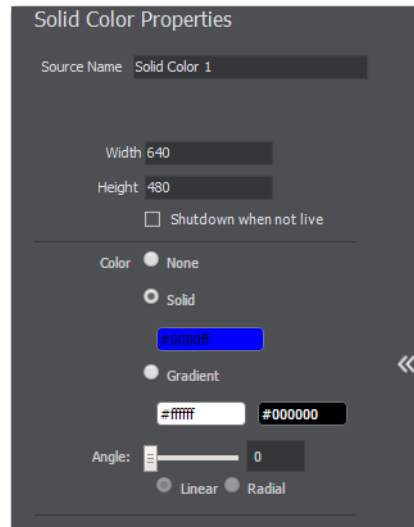 Solid Color Properties
Source Name Solid Color 1
Width 640
Height 480
Shutdown when not live
Color None
Solid
#0000ff
Gradient
#ffffff #000000
Angle: 0
Linear Radial